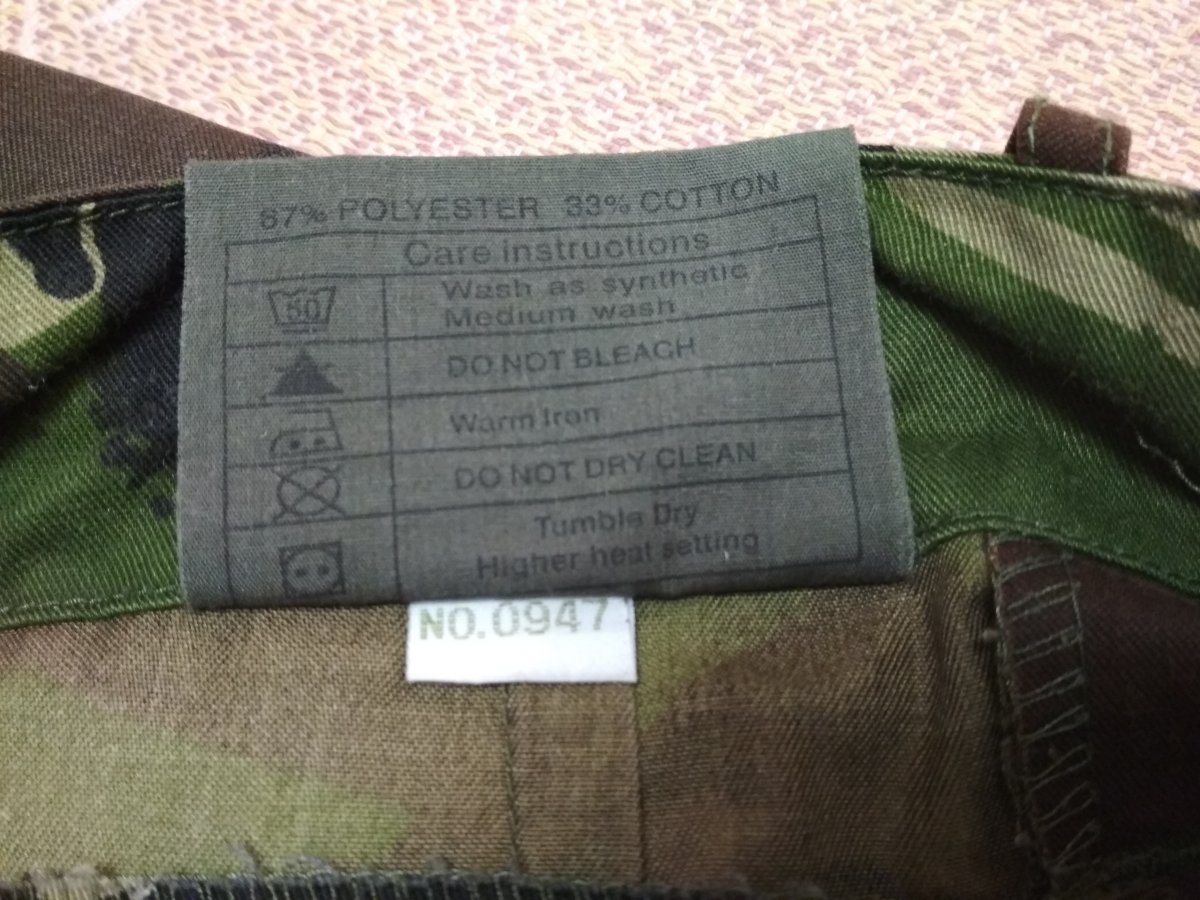 67% POLYESTER 33% COTTON
Care instructions
50
Wash as synthetic
Medium wash
DO NOT BLEACH
Warm Iron
DO NOT DRY CLEAN
Tumble Dry
Higher heat setting
NO.0947